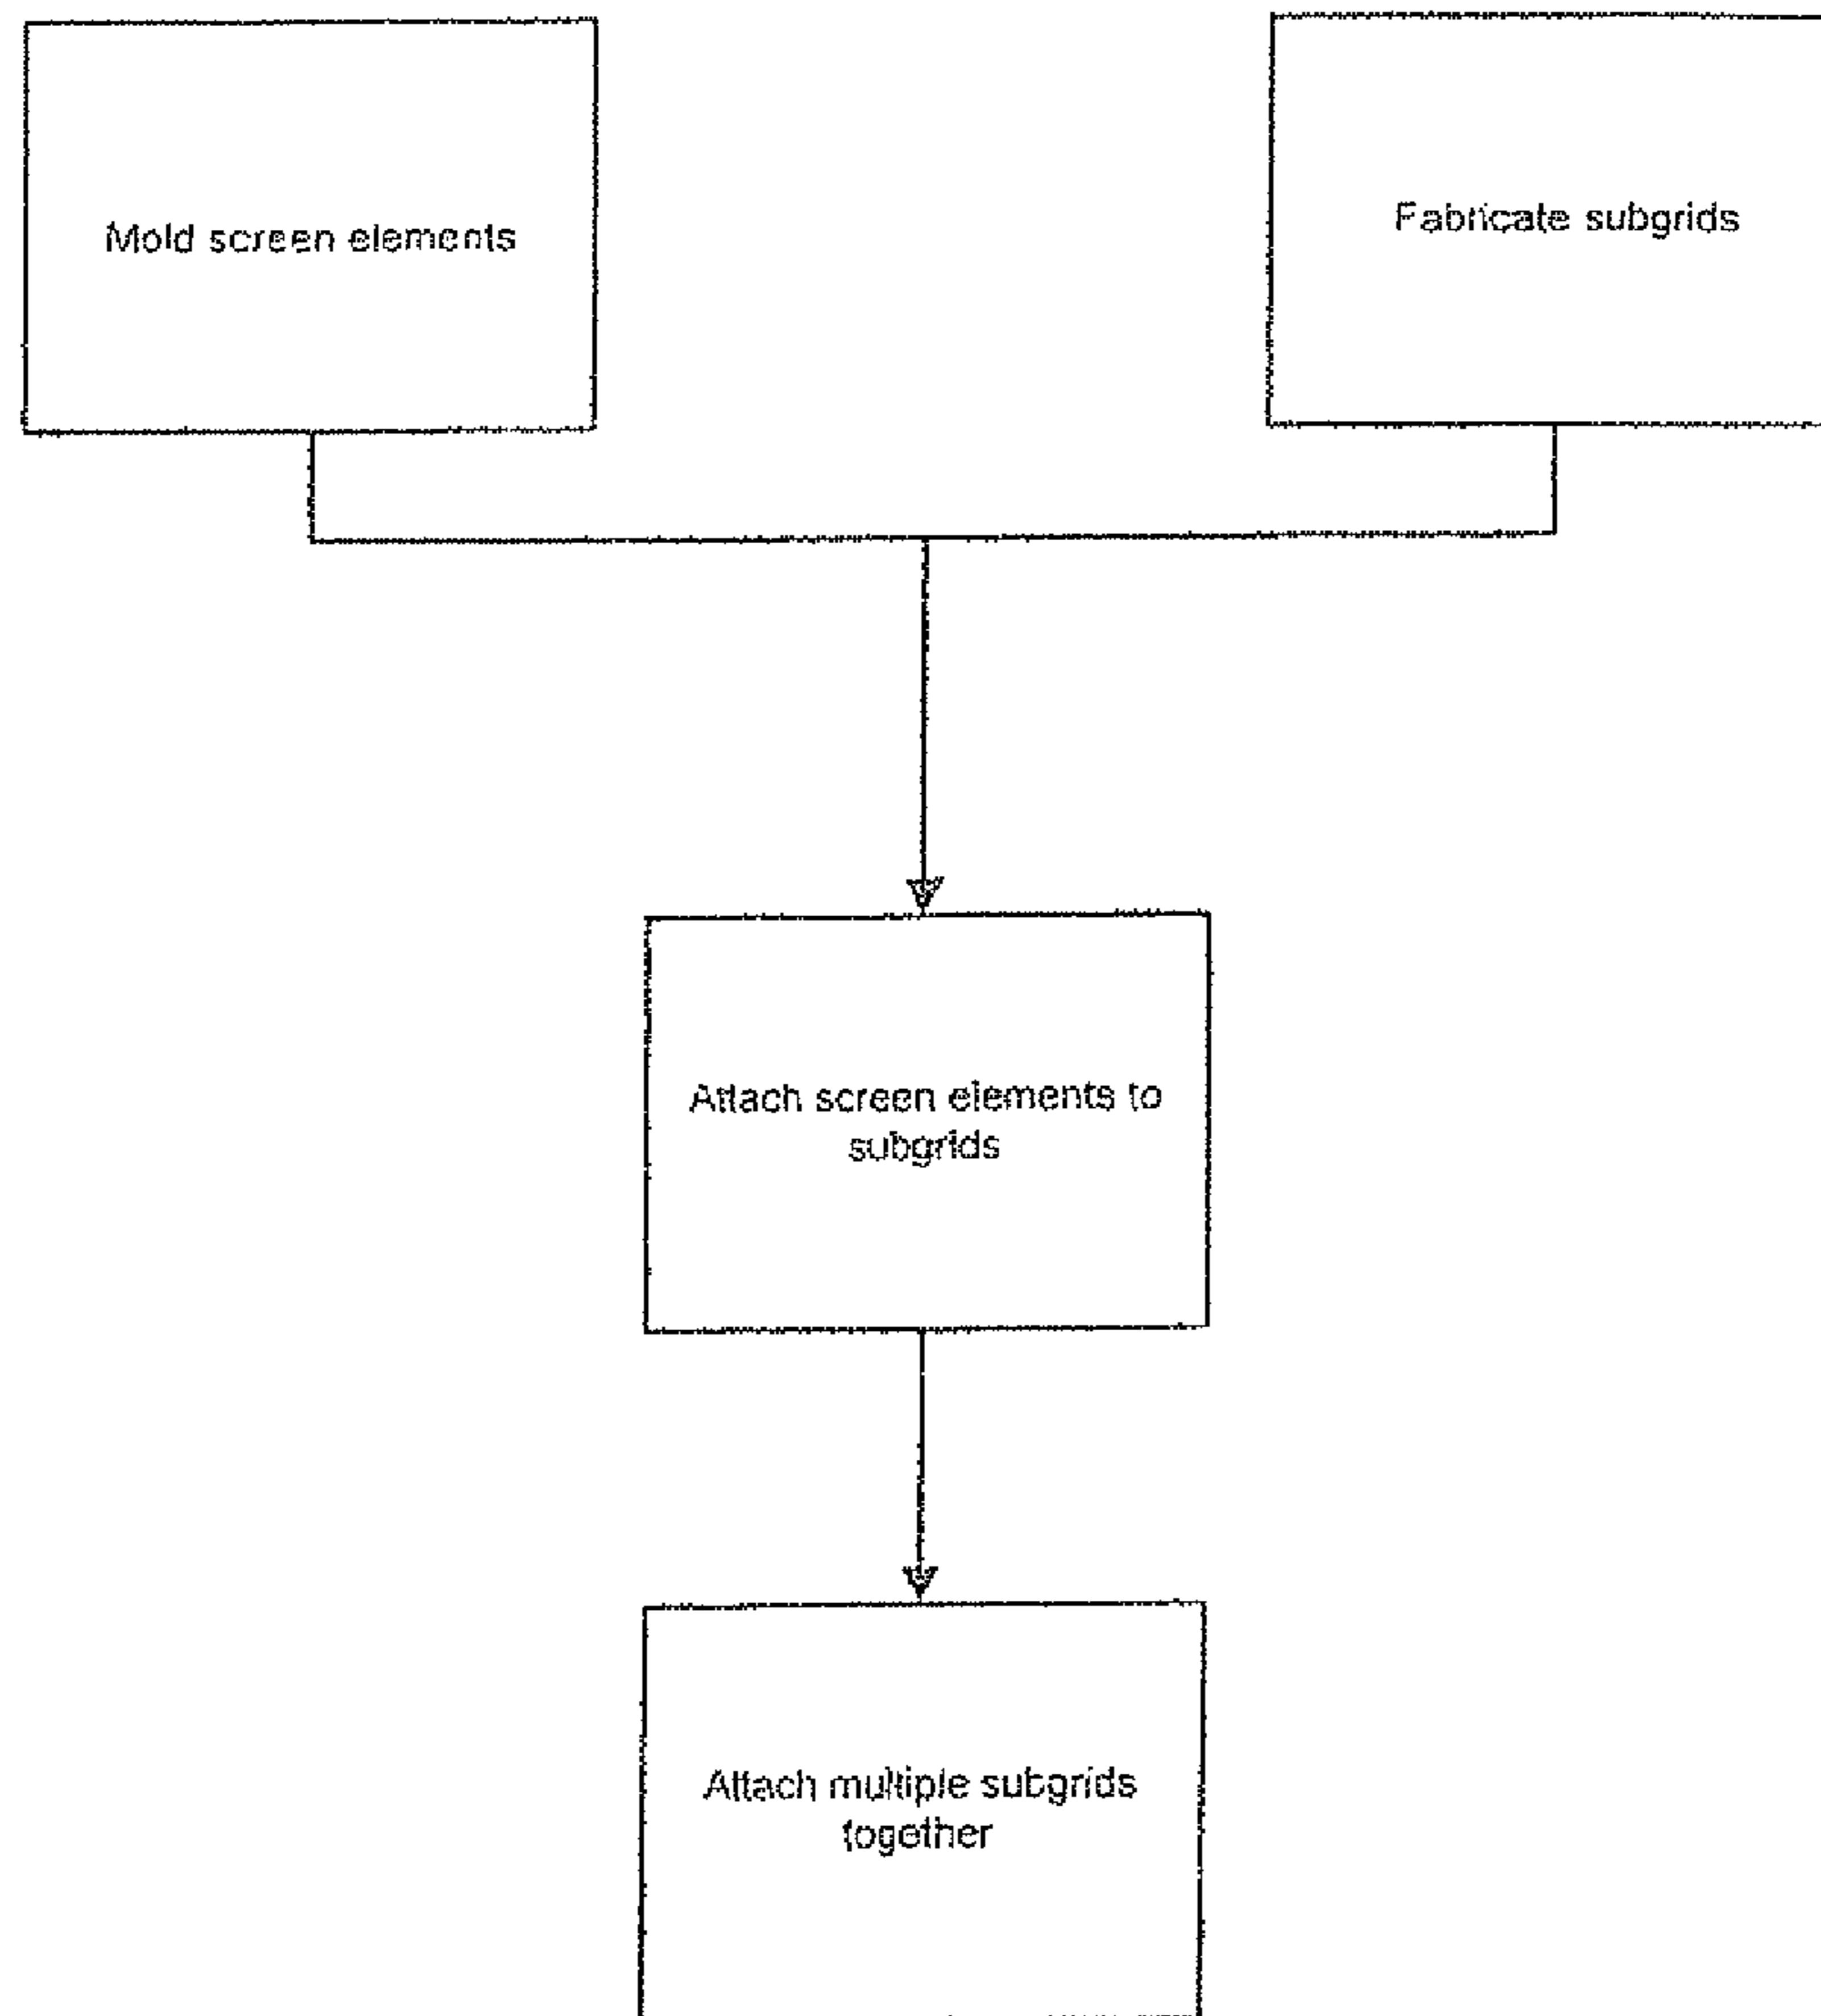 Mold screen elements
Fabricate subgrids
Attach screen elements to
subgrids
Attach multiple subgrids
together